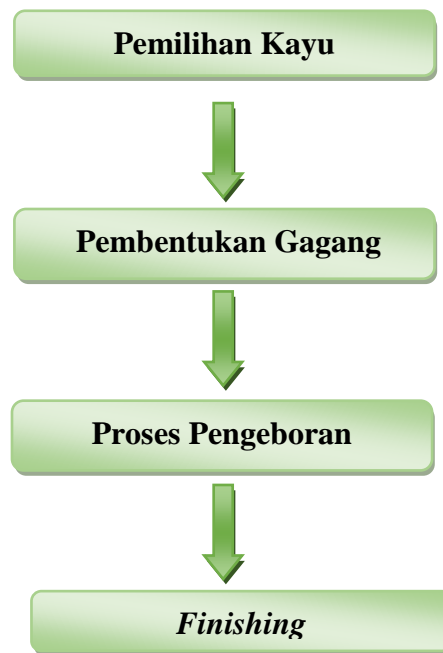 Pemilihan Kayu
Pembentukan Gagang
Proses Pengeboran
Finishing